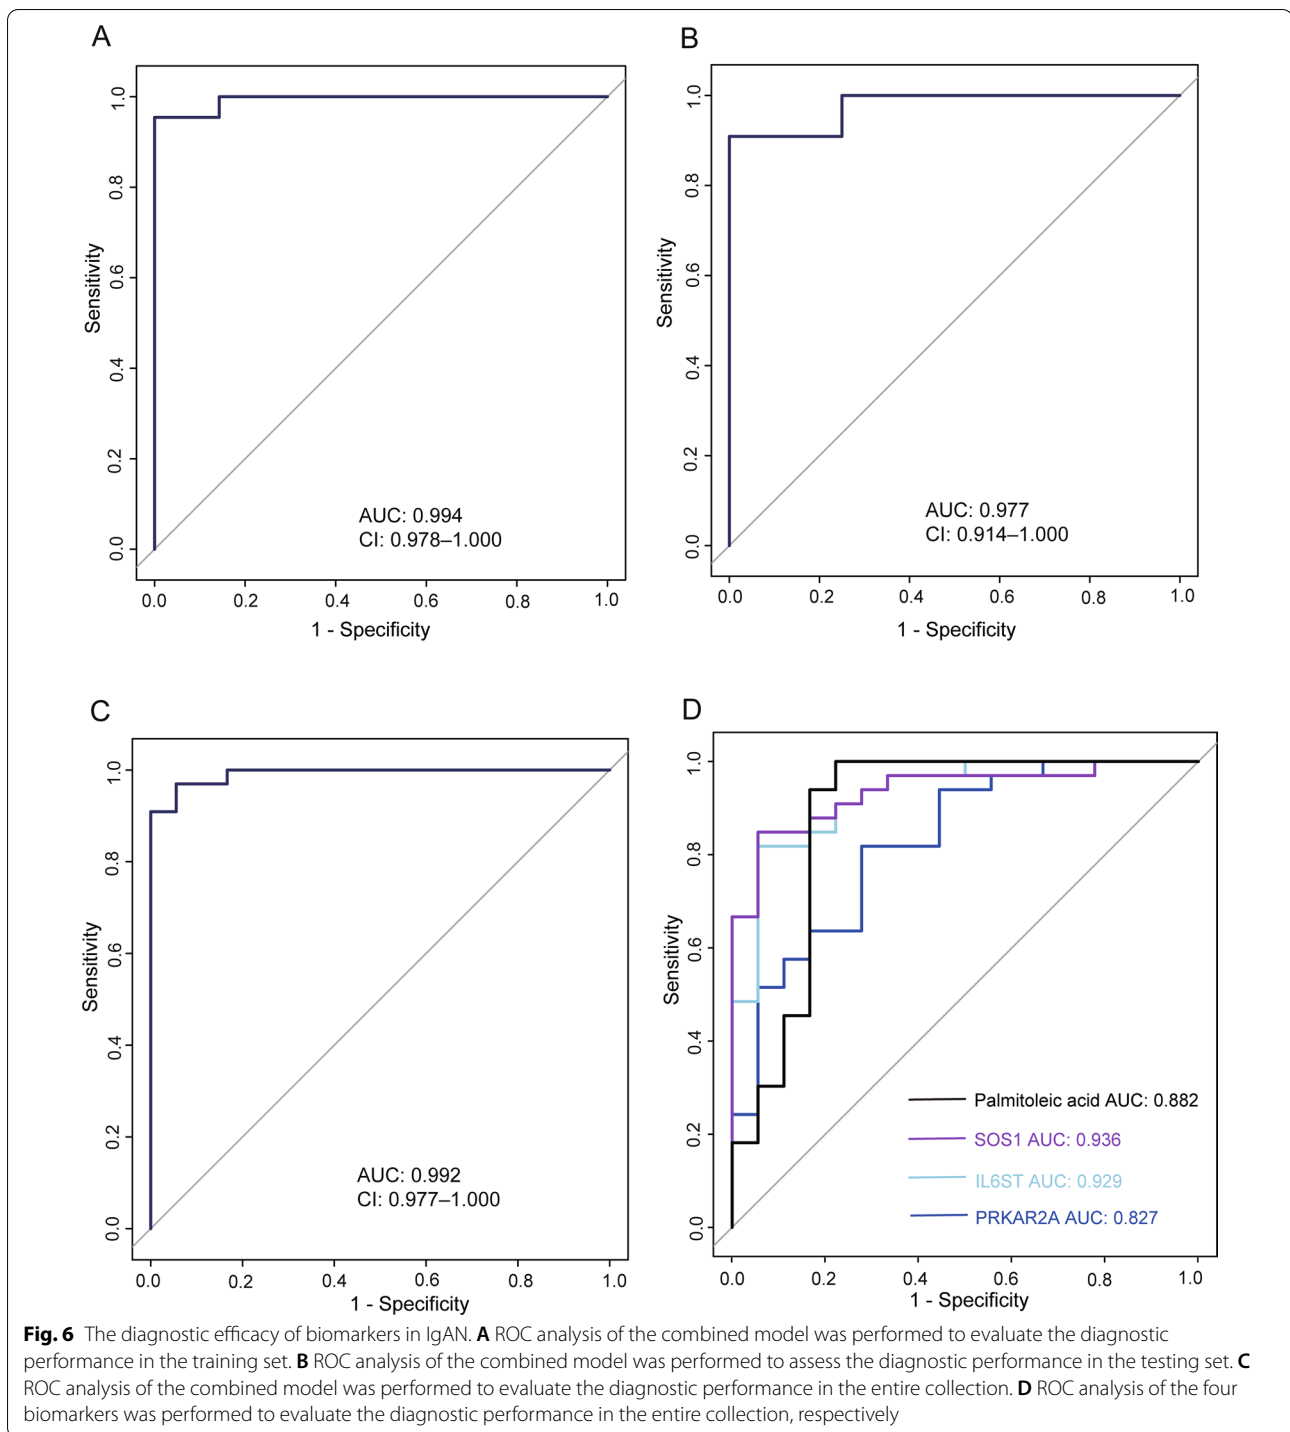 A
Sensitivity
0.0
0.2
0.4
0.6
0.8
1.0
AUC: 0.994
CI: 0.978–1.000
0.0 0.2 0.4 0.6 0.8 1.0
1 - Specificity
B
Sensitivity
0.0
0.2
0.4
0.6
0.8
1.0
AUC: 0.977
CI: 0.914–1.000
0.0 0.2 0.4 0.6 0.8 1.0
1 - Specificity
C
Sensitivity
0.0
0.2
0.4
0.6
0.8
1.0
AUC: 0.992
CI: 0.977–1.000
0.0 0.2 0.4 0.6 0.8 1.0
1 - Specificity
D
Sensitivity
0.0
0.2
0.4
0.6
0.8
1.0
Palmitoleic acid AUC: 0.882
SOS1 AUC: 0.936
IL6ST AUC: 0.929
PRKAR2A AUC: 0.827
0.0 0.2 0.4 0.6 0.8 1.0
1 - Specificity
Fig. 6 The diagnostic efficacy of biomarkers in IgAN. A ROC analysis of the combined model was performed to evaluate the diagnostic
performance in the training set. B ROC analysis of the combined model was performed to assess the diagnostic performance in the testing set. C
ROC analysis of the combined model was performed to evaluate the diagnostic performance in the entire collection. D ROC analysis of the four
biomarkers was performed to evaluate the diagnostic performance in the entire collection, respectively